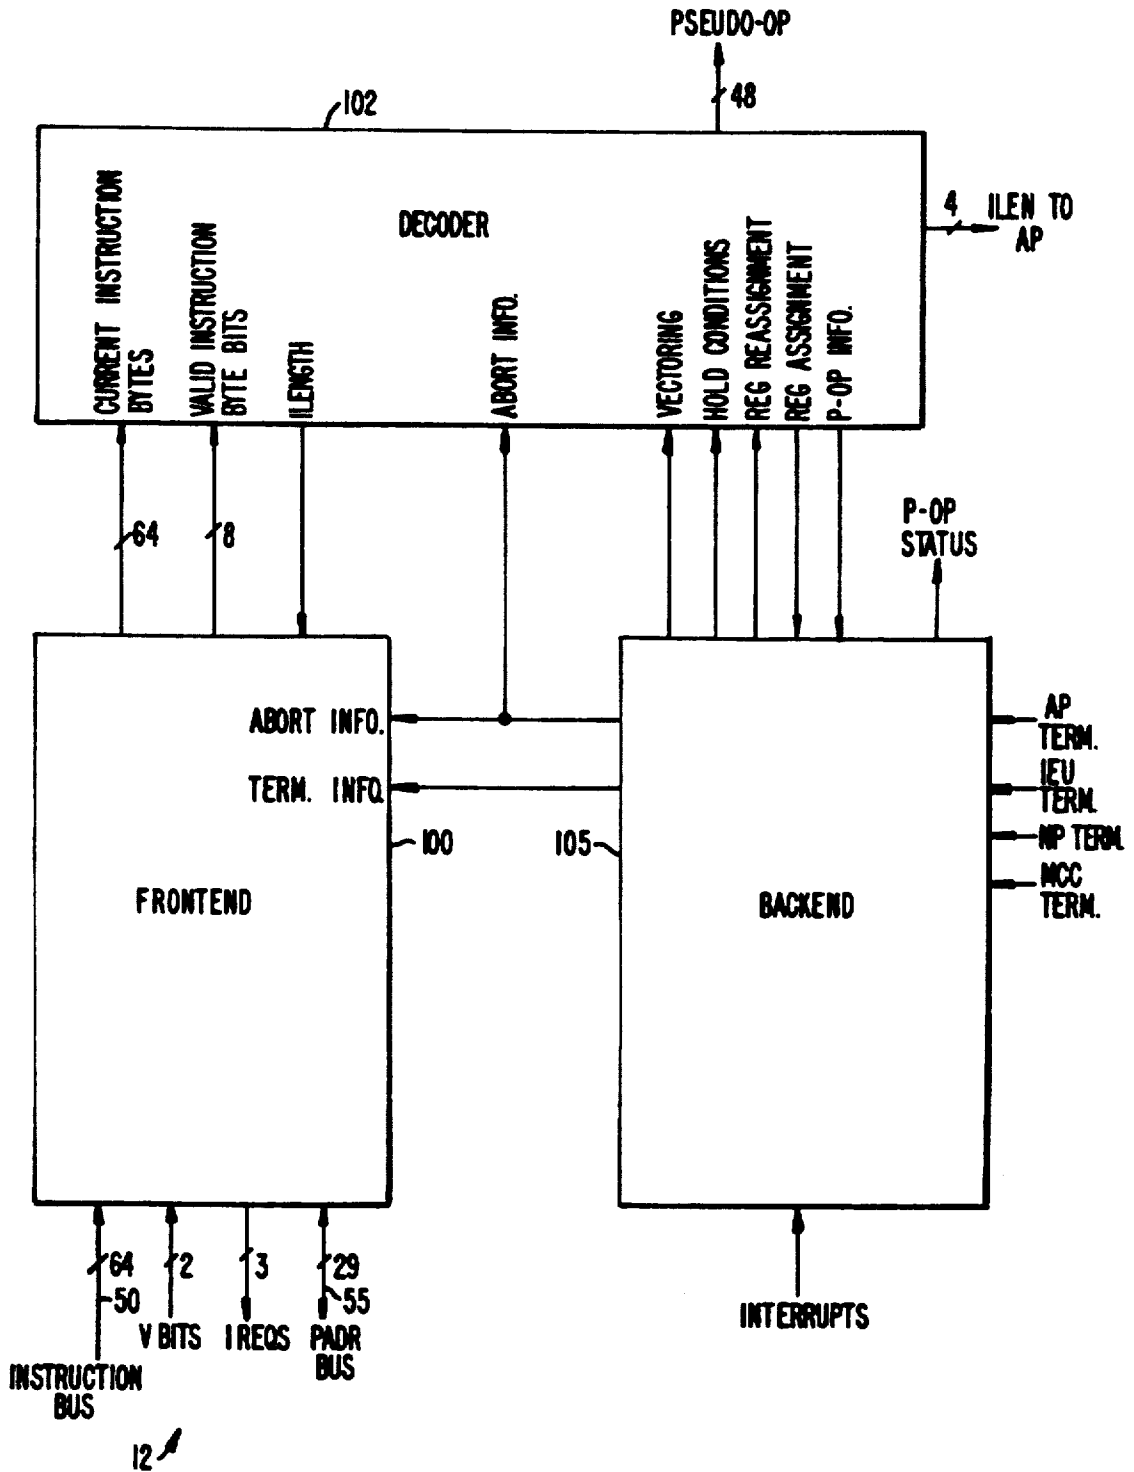 PSEUDO-OP
48
102
4
ILEN TO
AP
DECODER
CURRENT INSTRUCTION
BYTES
VALID INSTRUCTION
BYTE BITS
ILENGTH
ABORT INFO.
VECTORING
HOLD CONDITIONS
REG REASSIGNMENT
REG ASSIGNMENT
P-OP INFO.
64
8
P-OP
STATUS
ABORT INFO.
TERM. INFO.
100
105
FRONTEND
BACKEND
AP
TERM.
IEU
TERM.
NP TERM.
MCC
TERM.
64
2
3
29
50
55
V BITS
I REQS
PADR
BUS
INSTRUCTION
BUS
INTERRUPTS
12